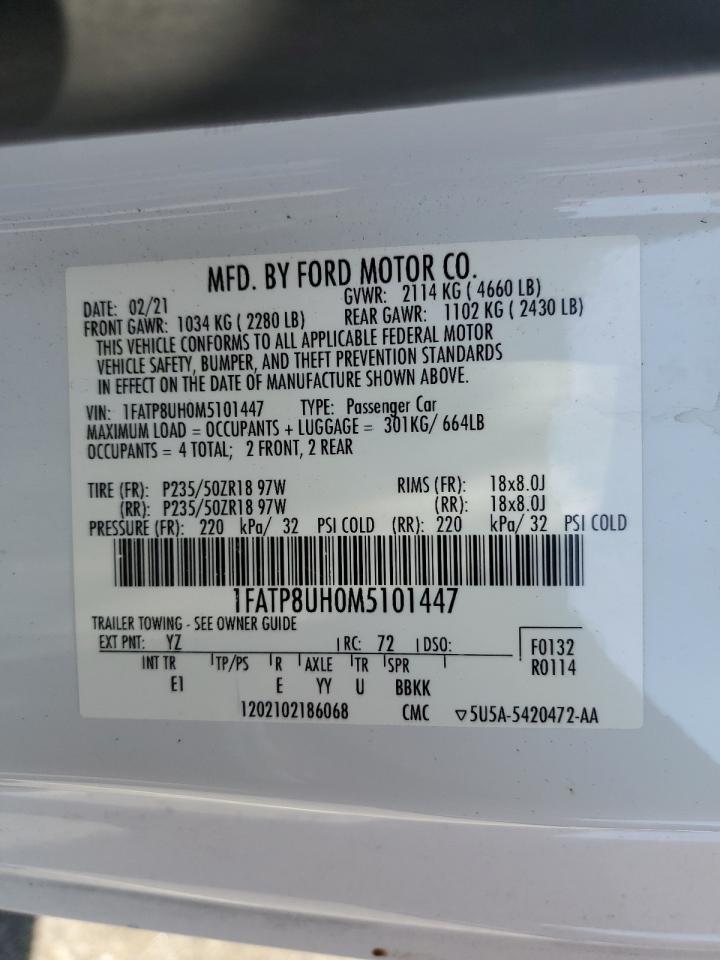 MFD. BY FORD MOTOR CO.
DATE: 02/21 GVWR: 2114 KG ( 4660 LB)
FRONT GAWR: 1034 KG ( 2280 LB) REAR GAWR: 1102 KG ( 2430 LB)
THIS VEHICLE CONFORMS TO ALL APPLICABLE FEDERAL MOTOR
VEHICLE SAFETY, BUMPER, AND THEFT PREVENTION STANDARDS
IN EFFECT ON THE DATE OF MANUFACTURE SHOWN ABOVE.
VIN: 1FATP8UH0M5101447 TYPE: Passenger Car
MAXIMUM LOAD = OCCUPANTS + LUGGAGE = 301KG/ 664LB
OCCUPANTS = 4 TOTAL; 2 FRONT, 2 REAR
TIRE (FR): P235/50ZR18 97W RIMS (FR): 18x8.0J
(RR): P235/50ZR18 97W (RR): 18x8.0J
PRESSURE (FR): 220 kPa/ 32 PSI COLD (RR): 220 kPa/ 32 PSI COLD
1FATP8UH0M5101447
TRAILER TOWING - SEE OWNER GUIDE
EXT PNT: YZ RC: 72 DSO: F0132
INT TR TP/PS R AXLE TR SPR R0114
E1 E YY U BBKK
1202102186068 CMC ▽5U5A-5420472-AA